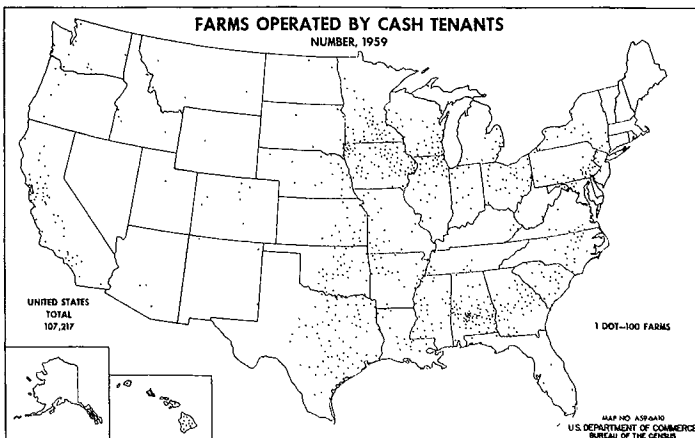 FARMS OPERATED BY CASH TENANTS
NUMBER, 1959
UNITED STATES
TOTAL
107,217
1 DOT—100 FARMS
MAP NO. A59-6A10
U.S. DEPARTMENT OF COMMERCE
BUREAU OF THE CENSUS